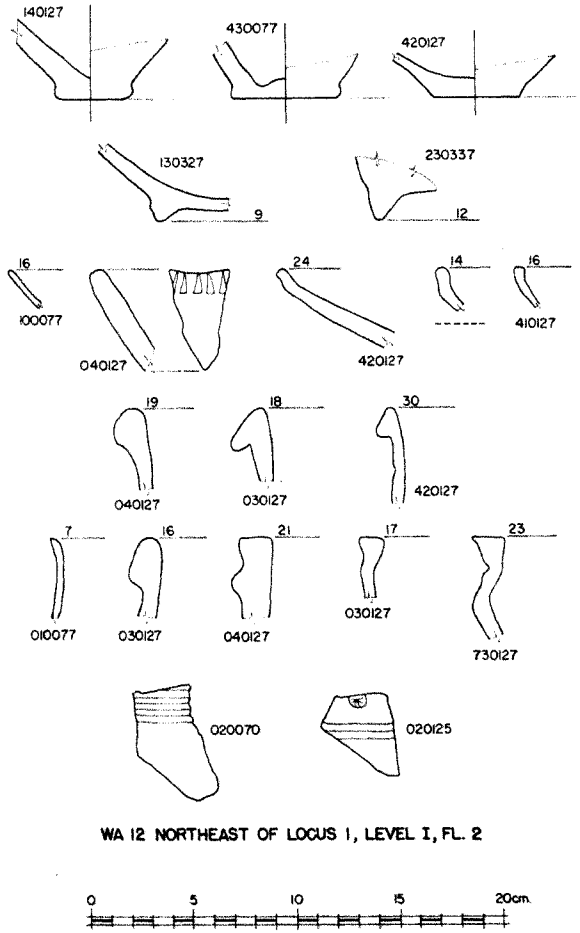 140127 430077 420127
130327 230337
9 12
16 24 14 16
100077 040127 420127 410127
19 18 30
040127 030127 420127
7 16 21 17 23
010077 030127 040127 030127 730127
020070 020125
WA 12 NORTHEAST OF LOCUS 1, LEVEL I, FL. 2
0 5 10 15 20cm.